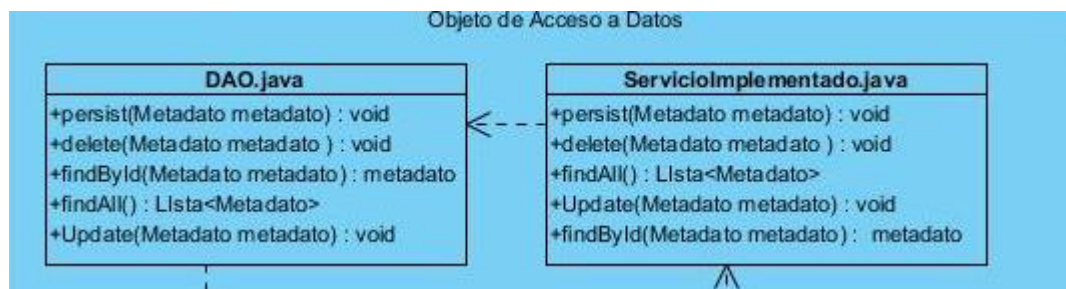 Objeto de Acceso a Datos
DAO.java
+persist(Metadato metadato) : void
+delete(Metadato metadato ) : void
+findById(Metadato metadato) : metadato
+findAll() : LIsta<Metadato>
+Update(Metadato metadato) : void
ServicioImplementado.java
+persist(Metadato metadato) : void
+delete(Metadato metadato ) : void
+findAll() : LIsta<Metadato>
+Update(Metadato metadato) : void
+findById(Metadato metadato) : metadato